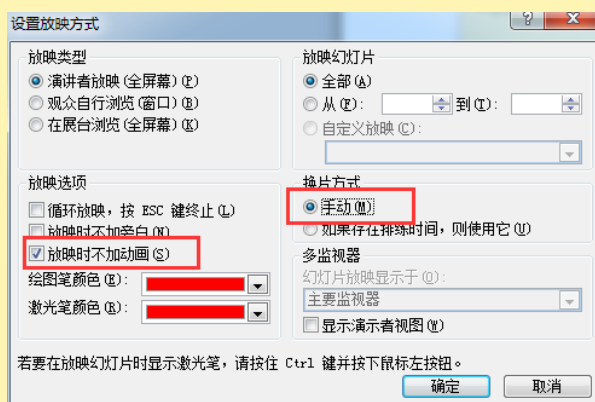 设置放映方式
放映类型
演讲者放映(全屏幕)(P)
观众自行浏览(窗口)(B)
在展台浏览(全屏幕)(K)
放映幻灯片
全部(A)
从(F): 到(T):
自定义放映(C):
放映选项
循环放映，按 ESC 键终止(L)
放映时不加旁白(N)
放映时不加动画(S)
绘图笔颜色(E):
激光笔颜色(R):
换片方式
手动(M)
如果存在排练时间，则使用它(U)
多监视器
幻灯片放映显示于(O):
主要监视器
显示演示者视图(W)
若要在放映幻灯片时显示激光笔，请按住 Ctrl 键并按下鼠标左按钮。
确定 取消